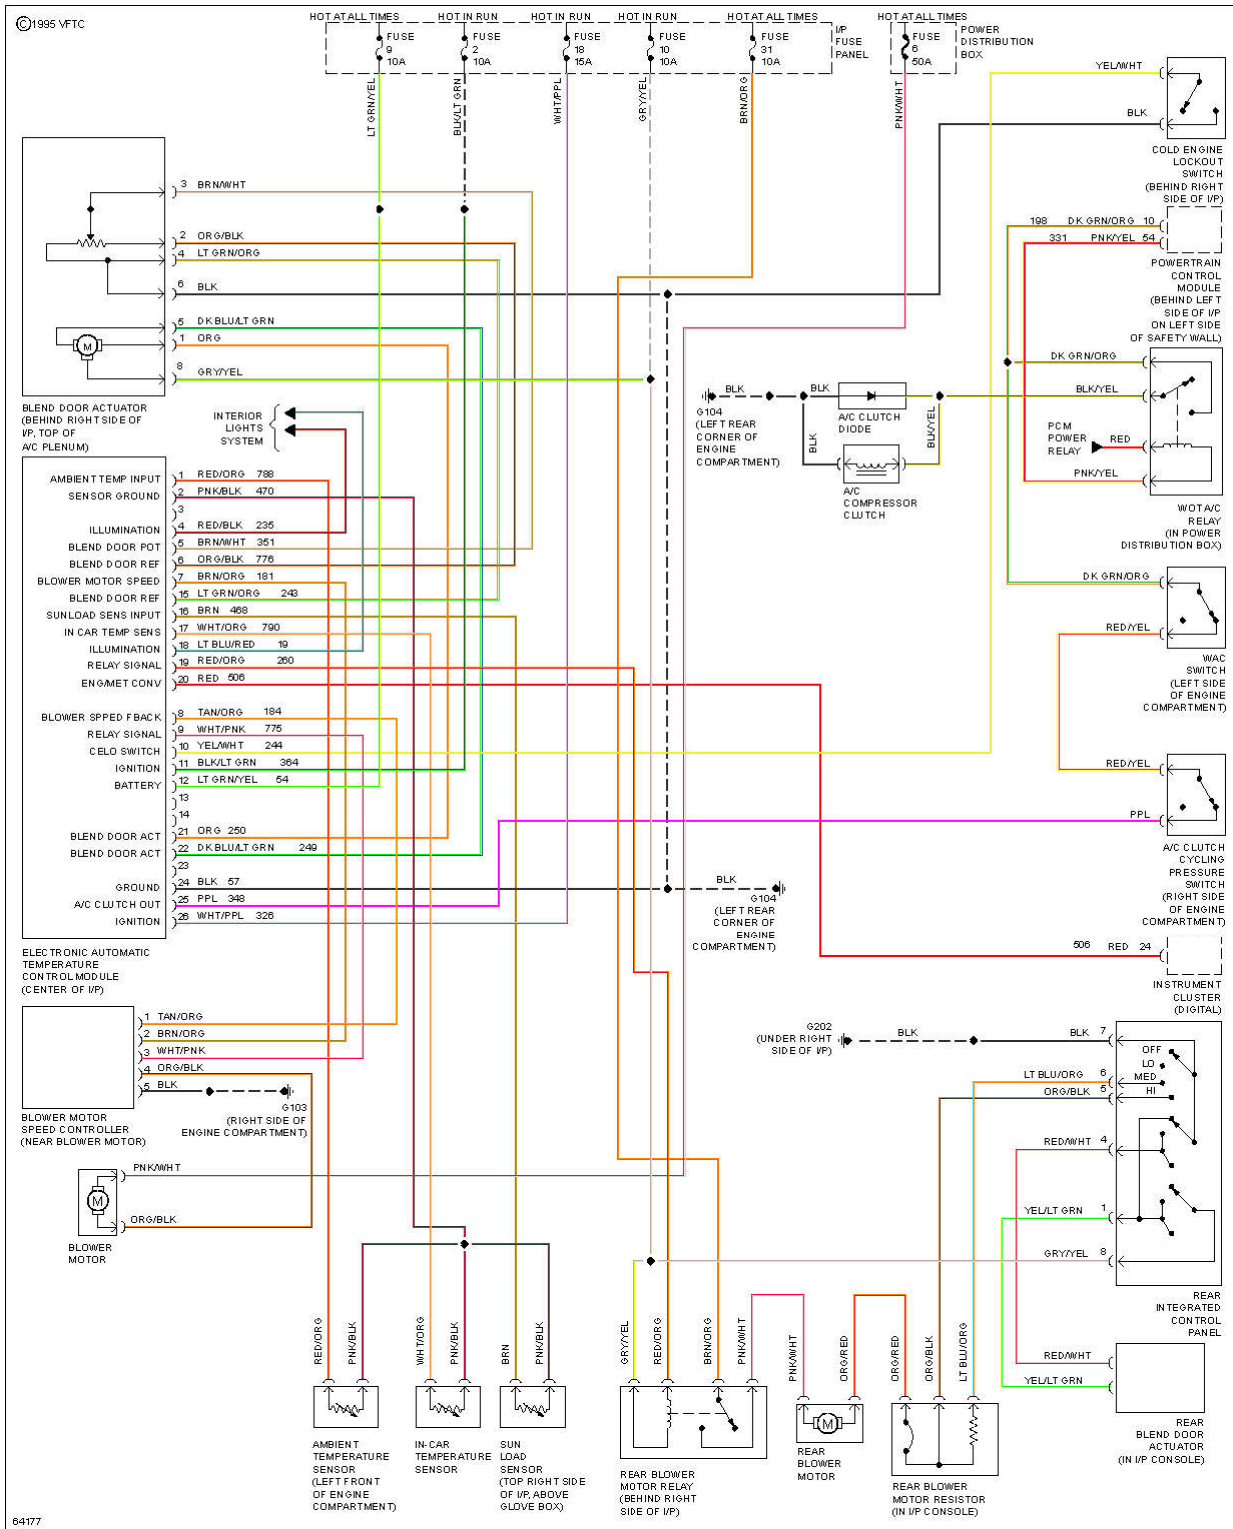 © 1995 VFTC
HOT AT ALL TIMES
HOT IN RUN
HOT IN RUN
HOT IN RUN
HOT AT ALL TIMES
HOT AT ALL TIMES
FUSE
9
10A
FUSE
2
10A
FUSE
18
15A
FUSE
10
10A
FUSE
31
10A
I/P
FUSE
PANEL
FUSE
6
50A
POWER
DISTRIBUTION
BOX
LT GRN/YEL
BLK/LT GRN
WHT/PPL
GRY/YEL
BRN/ORG
PNK/WHT
YEL/WHT
BLK
COLD ENGINE
LOCKOUT
SWITCH
(BEHIND RIGHT
SIDE OF I/P)
3 BRN/WHT
2 ORG/BLK
4 LT GRN/ORG
6 BLK
5 DK BLU/LT GRN
1 ORG
8 GRY/YEL
M
BLEND DOOR ACTUATOR
(BEHIND RIGHT SIDE OF
I/P, TOP OF
A/C PLENUM)
198 DK GRN/ORG 10
331 PNK/YEL 54
POWERTRAIN
CONTROL
MODULE
(BEHIND LEFT
SIDE OF I/P
ON LEFT SIDE
OF SAFETY WALL)
INTERIOR
LIGHTS
SYSTEM
BLK
G104
(LEFT REAR
CORNER OF
ENGINE
COMPARTMENT)
BLK
BLK
A/C CLUTCH
DIODE
BLK/YEL
A/C
COMPRESSOR
CLUTCH
DK GRN/ORG
BLK/YEL
PCM
POWER
RELAY
RED
PNK/YEL
WOT A/C
RELAY
(IN POWER
DISTRIBUTION BOX)
AMBIENT TEMP INPUT 1 RED/ORG 788
SENSOR GROUND 2 PNK/BLK 470
3
ILLUMINATION 4 RED/BLK 235
BLEND DOOR POT 5 BRN/WHT 351
BLEND DOOR REF 6 ORG/BLK 776
BLOWER MOTOR SPEED 7 BRN/ORG 181
BLEND DOOR REF 15 LT GRN/ORG 243
SUNLOAD SENS INPUT 16 BRN 468
IN CAR TEMP SENS 17 WHT/ORG 790
ILLUMINATION 18 LT BLU/RED 19
RELAY SIGNAL 19 RED/ORG 260
ENG/MET CONV 20 RED 506
BLOWER SPPED FBACK 8 TAN/ORG 184
RELAY SIGNAL 9 WHT/PNK 775
CELO SWITCH 10 YEL/WHT 244
IGNITION 11 BLK/LT GRN 364
BATTERY 12 LT GRN/YEL 54
13
14
BLEND DOOR ACT 21 ORG 250
BLEND DOOR ACT 22 DK BLU/LT GRN 249
23
GROUND 24 BLK 57
A/C CLUTCH OUT 25 PPL 348
IGNITION 26 WHT/PPL 326
ELECTRONIC AUTOMATIC
TEMPERATURE
CONTROL MODULE
(CENTER OF I/P)
BLK
G104
(LEFT REAR
CORNER OF
ENGINE
COMPARTMENT)
DK GRN/ORG
RED/YEL
WAC
SWITCH
(LEFT SIDE
OF ENGINE
COMPARTMENT)
RED/YEL
PPL
A/C CLUTCH
CYCLING
PRESSURE
SWITCH
(RIGHT SIDE
OF ENGINE
COMPARTMENT)
506 RED 24
INSTRUMENT
CLUSTER
(DIGITAL)
1 TAN/ORG
2 BRN/ORG
3 WHT/PNK
4 ORG/BLK
5 BLK
G103
(RIGHT SIDE OF
ENGINE COMPARTMENT)
BLOWER MOTOR
SPEED CONTROLLER
(NEAR BLOWER MOTOR)
PNK/WHT
M
ORG/BLK
BLOWER
MOTOR
G202
(UNDER RIGHT
SIDE OF I/P)
BLK
BLK 7
LT BLU/ORG 6
ORG/BLK 5
RED/WHT 4
YEL/LT GRN 1
GRY/YEL 8
OFF
LO
MED
HI
REAR
INTEGRATED
CONTROL
PANEL
RED/WHT
YEL/LT GRN
REAR
BLEND DOOR
ACTUATOR
(IN I/P CONSOLE)
RED/ORG
PNK/BLK
WHT/ORG
PNK/BLK
BRN
PNK/BLK
GRY/YEL
RED/ORG
BRN/ORG
PNK/WHT
PNK/WHT
ORG/RED
ORG/RED
ORG/BLK
LT BLU/ORG
AMBIENT
TEMPERATURE
SENSOR
(LEFT FRONT
OF ENGINE
COMPARTMENT)
IN-CAR
TEMPERATURE
SENSOR
SUN
LOAD
SENSOR
(TOP RIGHT SIDE
OF I/P, ABOVE
GLOVE BOX)
REAR BLOWER
MOTOR RELAY
(BEHIND RIGHT
SIDE OF I/P)
M
REAR
BLOWER
MOTOR
REAR BLOWER
MOTOR RESISTOR
(IN I/P CONSOLE)
64177